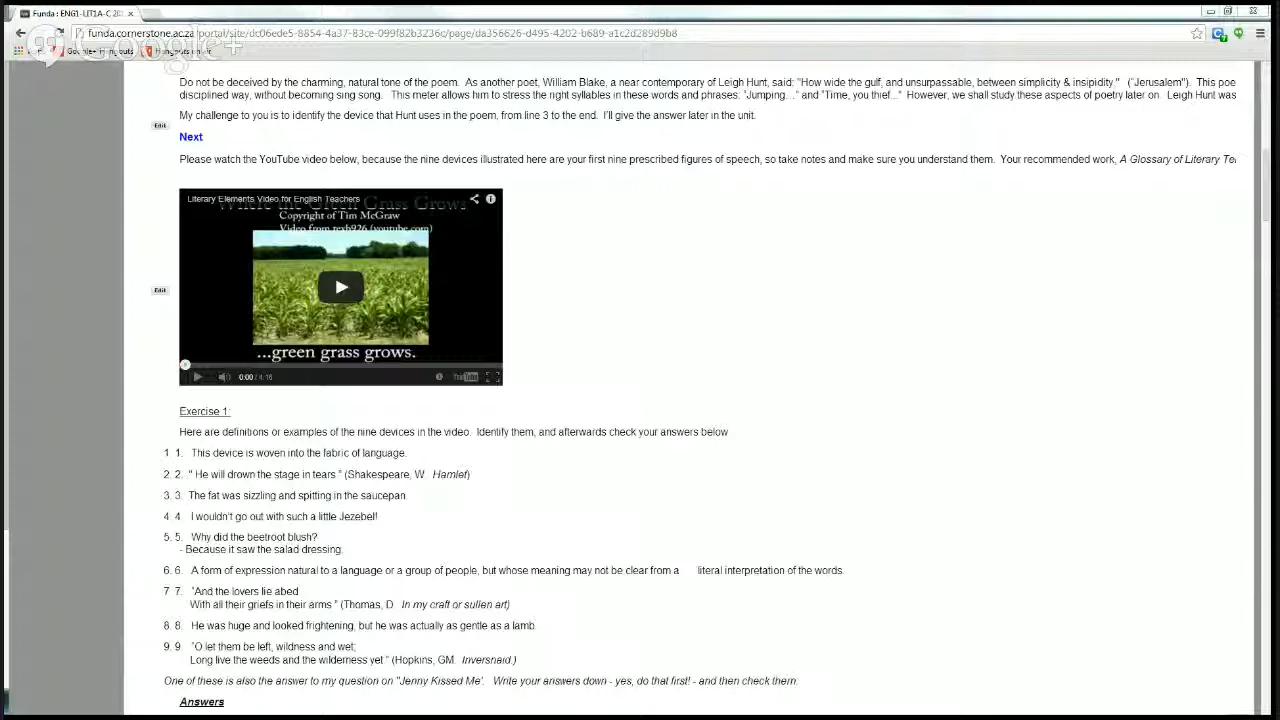 Funda : ENG1-LIT1A-C 20
funda.cornerstone.ac.za/portal/site/dc06ede5-8854-4a37-83ce-099f82b3236c/page/da356626-d465-4202-b689-a1c2d289d9b8
Google+
Google+ Hangouts
Do not be deceived by the charming, natural tone of the poem. As another poet, William Blake, a near contemporary of Leigh Hunt, said: "How wide the gulf, and unsurpassable, between simplicity & insipidity." ("Jerusalem"). This poe
disciplined way, without becoming sing song. This meter allows him to stress the right syllables in these words and phrases: "Jumping..." and "Time, you thief..." However, we shall study these aspects of poetry later on. Leigh Hunt was
My challenge to you is to identify the device that Hunt uses in the poem, from line 3 to the end. I'll give the answer later in the unit.
Edit
Next
Please watch the YouTube video below, because the nine devices illustrated here are your first nine prescribed figures of speech, so take notes and make sure you understand them. Your recommended work, A Glossary of Literary Te
Literary Elements Video for English Teachers
Where the Green Grass Grows
Copyright of Tim McGraw
Video from texb926 (youtube.com)
Edit
...green grass grows.
0:00 / 4:16
YouTube
Exercise 1:
Here are definitions or examples of the nine devices in the video. Identify them, and afterwards check your answers below
1 1. This device is woven into the fabric of language.
2. 2. " He will drown the stage in tears " (Shakespeare, W. Hamlet)
3. 3. The fat was sizzling and spitting in the saucepan.
4 4. I wouldn't go out with such a little Jezebel!
5. 5. Why did the beetroot blush?
- Because it saw the salad dressing.
6. 6. A form of expression natural to a language or a group of people, but whose meaning may not be clear from a literal interpretation of the words.
7 7. "And the lovers lie abed
With all their griefs in their arms " (Thomas, D. In my craft or sullen art)
8. 8. He was huge and looked frightening, but he was actually as gentle as a lamb.
9. 9. "O let them be left, wildness and wet;
Long live the weeds and the wilderness yet " (Hopkins, GM. Inversnaid.)
One of these is also the answer to my question on "Jenny Kissed Me'. Write your answers down - yes, do that first! - and then check them.
Answers